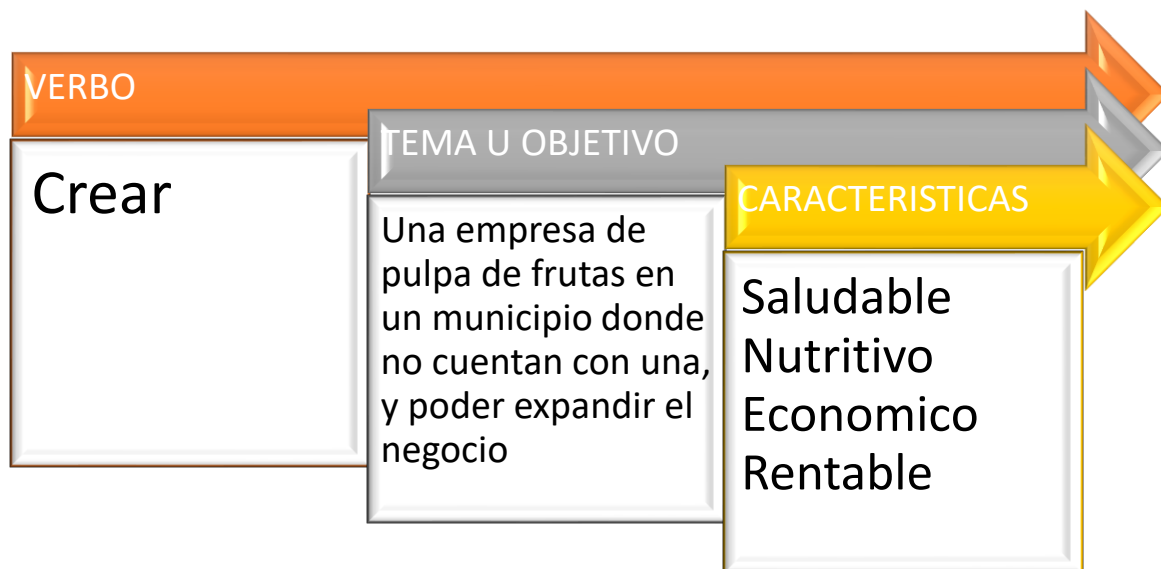 VERBO
Crear
TEMA U OBJETIVO
Una empresa de
pulpa de frutas en
un municipio donde
no cuentan con una,
y poder expandir el
negocio
CARACTERISTICAS
Saludable
Nutritivo
Economico
Rentable